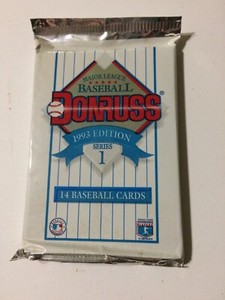 MAJOR LEAGUE
BASEBALL
DONRUSS
1993 EDITION
SERIES
1
14 BASEBALL CARDS